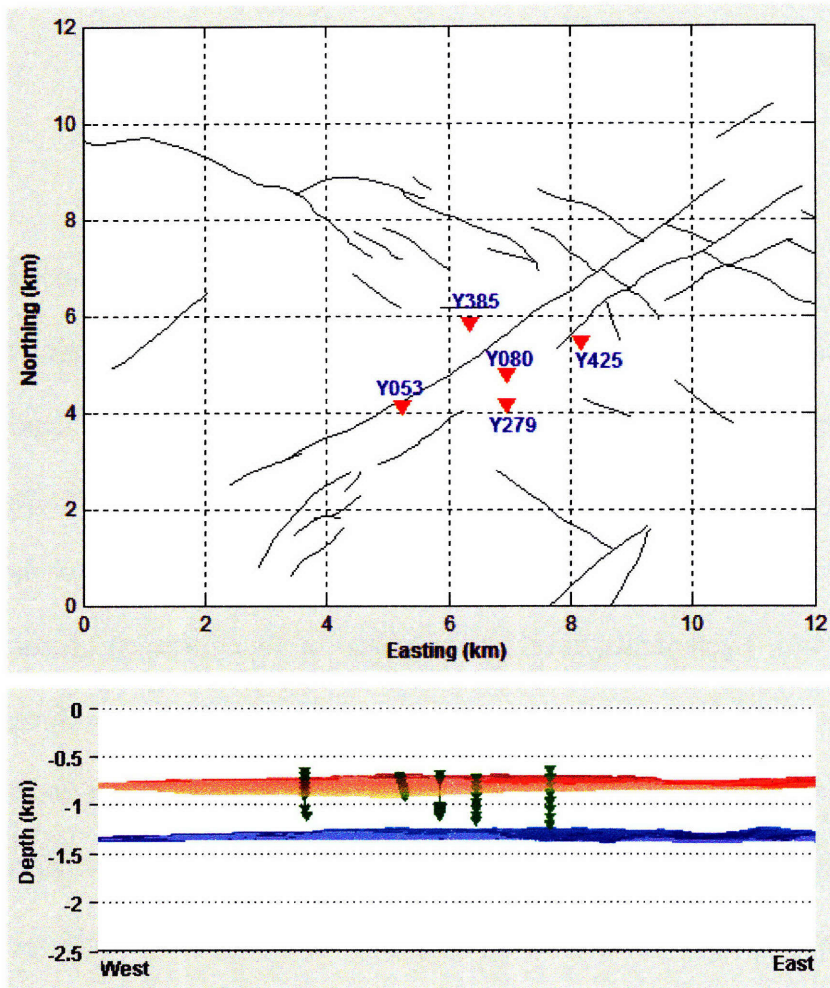 12
10
8
6
4
2
0
Northing (km)
Y385
Y080
Y425
Y053
Y279
0 2 4 6 8 10 12
Easting (km)
0
-0.5
-1
-1.5
-2
-2.5
Depth (km)
West East